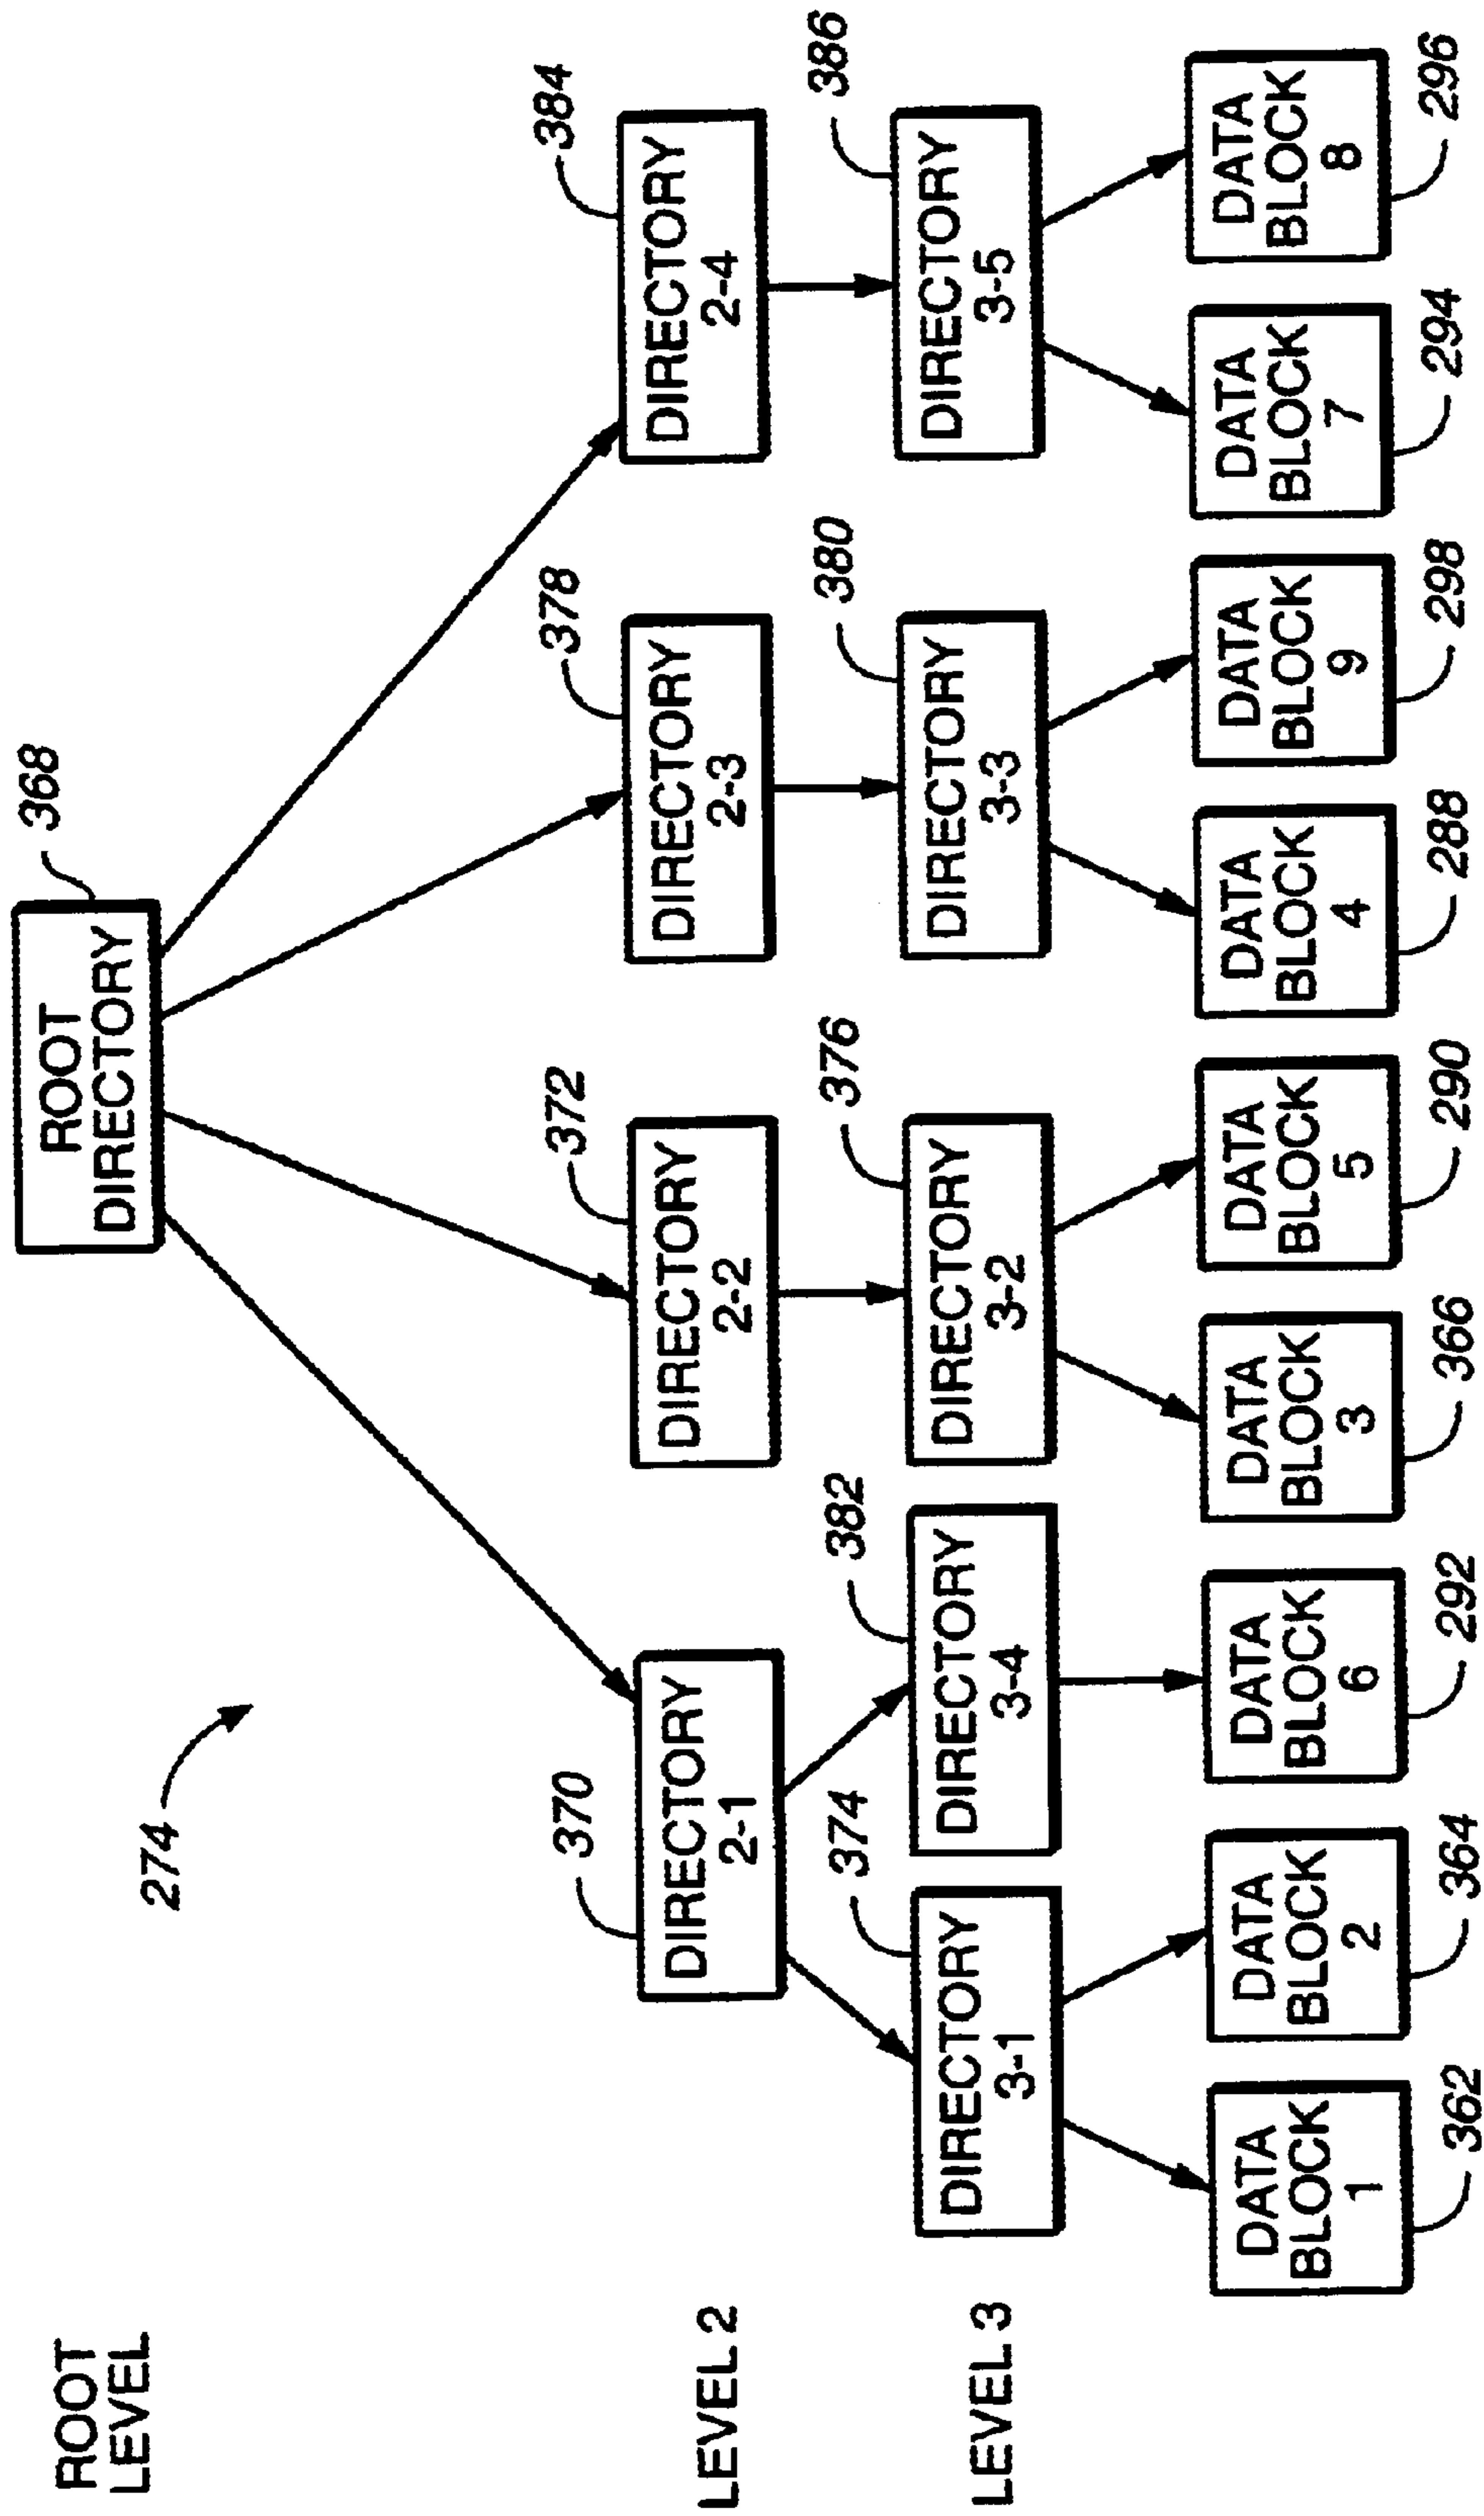 368
ROOT
LEVEL
ROOT
DIRECTORY
274
370
372
378
384
LEVEL 2
DIRECTORY
2-1
DIRECTORY
2-2
DIRECTORY
2-3
DIRECTORY
2-4
374
382
376
380
386
LEVEL 3
DIRECTORY
3-1
DIRECTORY
3-4
DIRECTORY
3-2
DIRECTORY
3-3
DIRECTORY
3-5
DATA
BLOCK
1
DATA
BLOCK
2
DATA
BLOCK
6
DATA
BLOCK
3
DATA
BLOCK
5
DATA
BLOCK
4
DATA
BLOCK
9
DATA
BLOCK
7
DATA
BLOCK
8
362
364
292
366
290
288
298
294
296